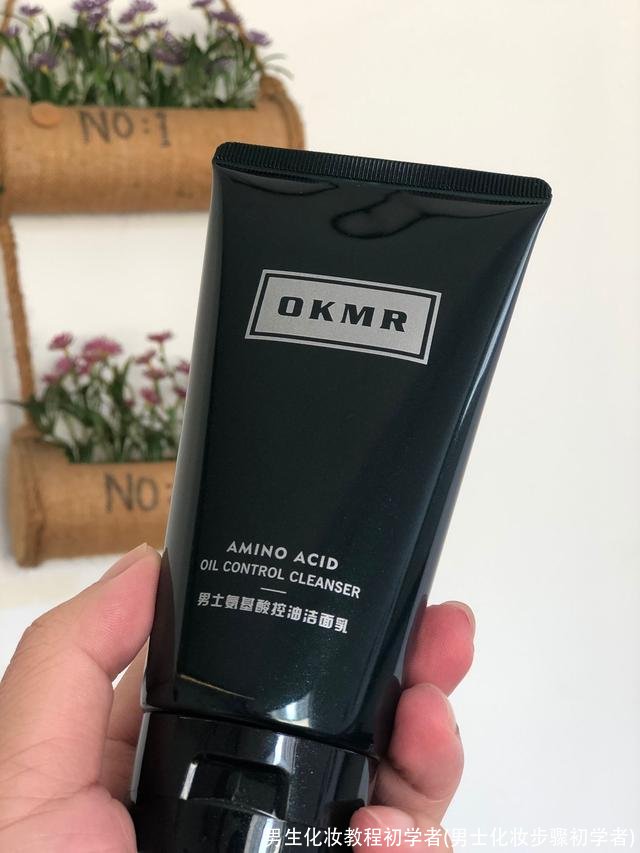 NO:1
OKMR
NO:
AMINO ACID
OIL CONTROL CLEANSER
男士氨基酸控油洁面乳
男生化妆教程初学者(男士化妆步骤初学者)